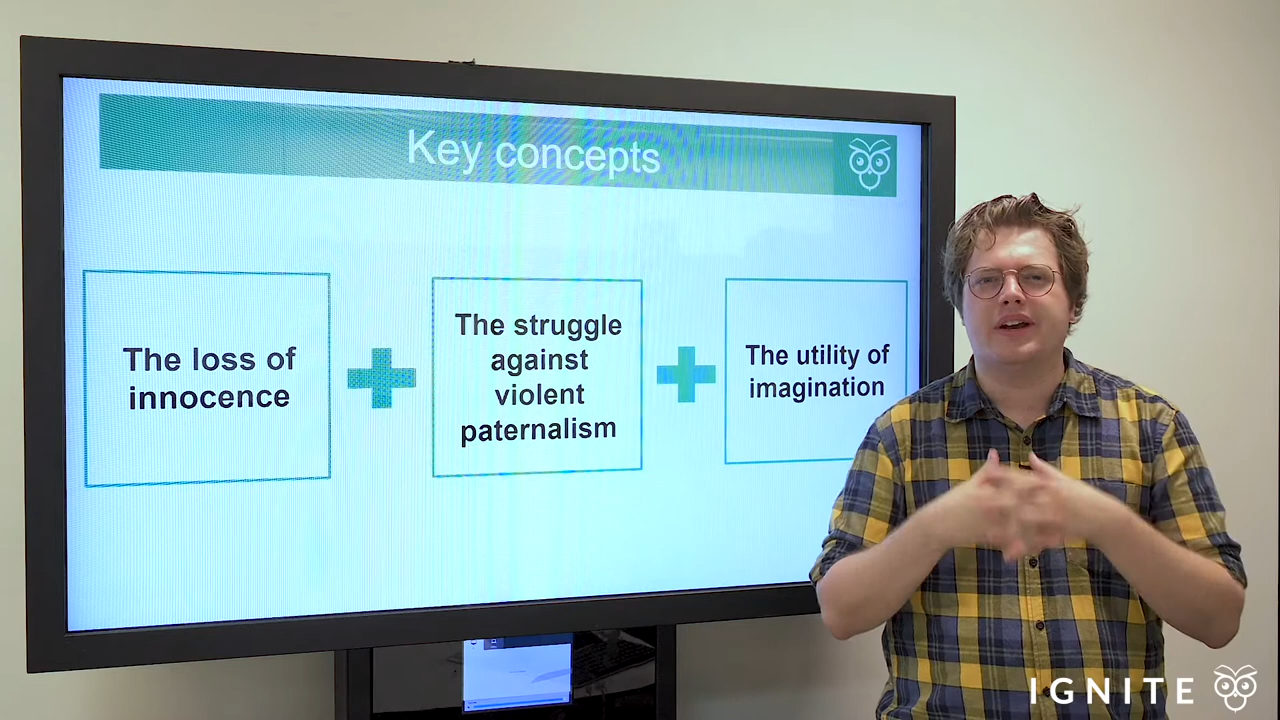 Key concepts
The loss of
innocence
The struggle
against
violent
paternalism
The utility of
imagination
IGNITE